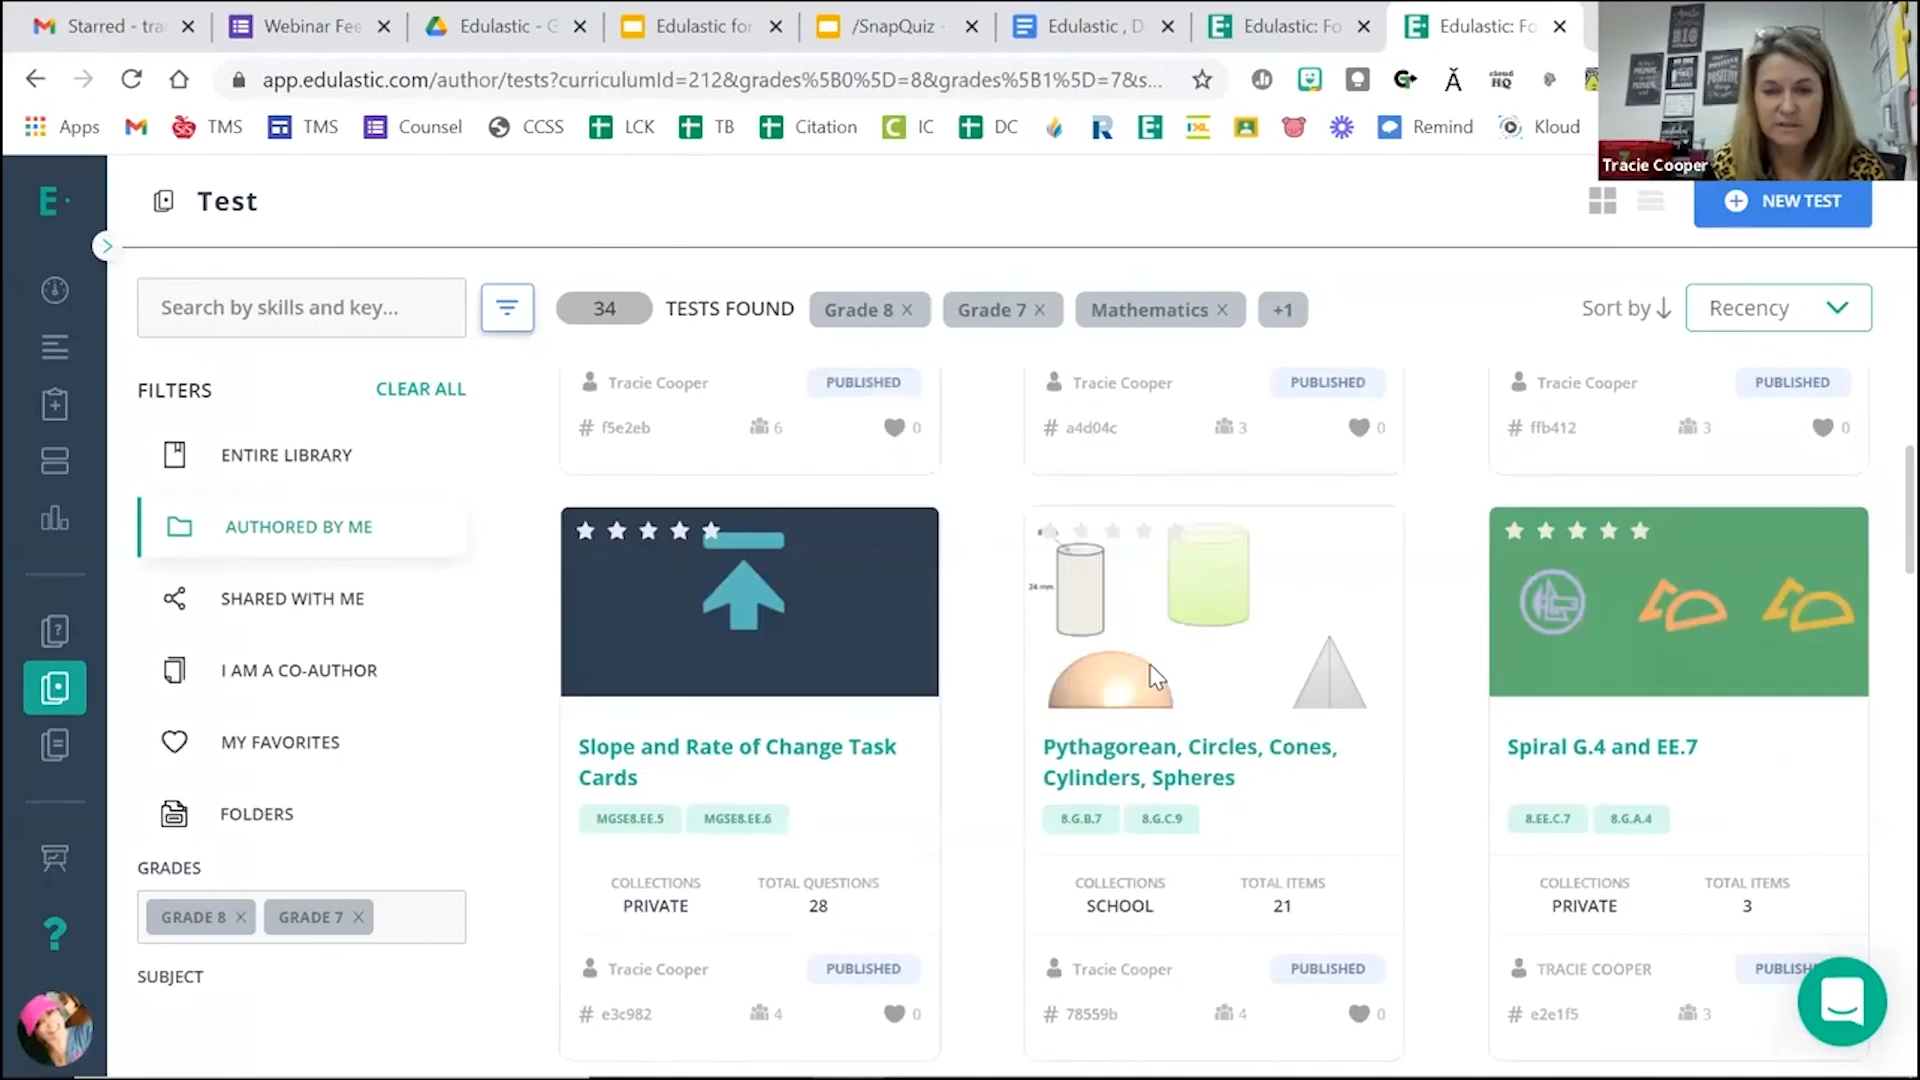 Starred - tra
Webinar Fee
Edulastic - G
Edulastic for
/SnapQuiz -
Edulastic , D
Edulastic: Fo
Edulastic: Fo
app.edulastic.com/author/tests?curriculumId=212&grades%5B0%5D=8&grades%5B1%5D=7&s...
cloud
HQ
Apps
TMS
TMS
Counsel
CCSS
LCK
TB
Citation
IC
DC
IXL
Remind
Kloud
Tracie Cooper
E
Test
NEW TEST
Search by skills and key...
34 TESTS FOUND
Grade 8
Grade 7
Mathematics
+1
Sort by
Recency
FILTERS
CLEAR ALL
ENTIRE LIBRARY
AUTHORED BY ME
SHARED WITH ME
I AM A CO-AUTHOR
MY FAVORITES
FOLDERS
GRADES
GRADE 8
GRADE 7
SUBJECT
Tracie Cooper PUBLISHED
# f5e2eb 6 0
Tracie Cooper PUBLISHED
# a4d04c 3 0
Tracie Cooper PUBLISHED
# ffb412 3 0
Slope and Rate of Change Task
Cards
MGSE8.EE.5 MGSE8.EE.6
COLLECTIONS TOTAL QUESTIONS
PRIVATE 28
Tracie Cooper PUBLISHED
# e3c982 4 0
24 mm
Pythagorean, Circles, Cones,
Cylinders, Spheres
8.G.B.7 8.G.C.9
COLLECTIONS TOTAL ITEMS
SCHOOL 21
Tracie Cooper PUBLISHED
# 78559b 4 0
Spiral G.4 and EE.7
8.EE.C.7 8.G.A.4
COLLECTIONS TOTAL ITEMS
PRIVATE 3
TRACIE COOPER PUBLISH
# e2e1f5 3